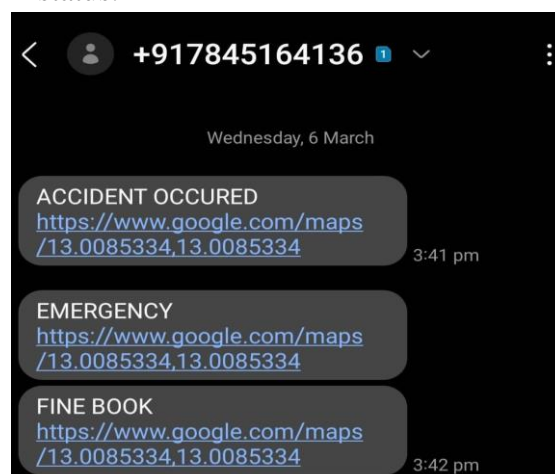 +917845164136 1
Wednesday, 6 March
ACCIDENT OCCURED
https://www.google.com/maps
/13.0085334,13.0085334
3:41 pm
EMERGENCY
https://www.google.com/maps
/13.0085334,13.0085334
FINE BOOK
https://www.google.com/maps
/13.0085334,13.0085334
3:42 pm